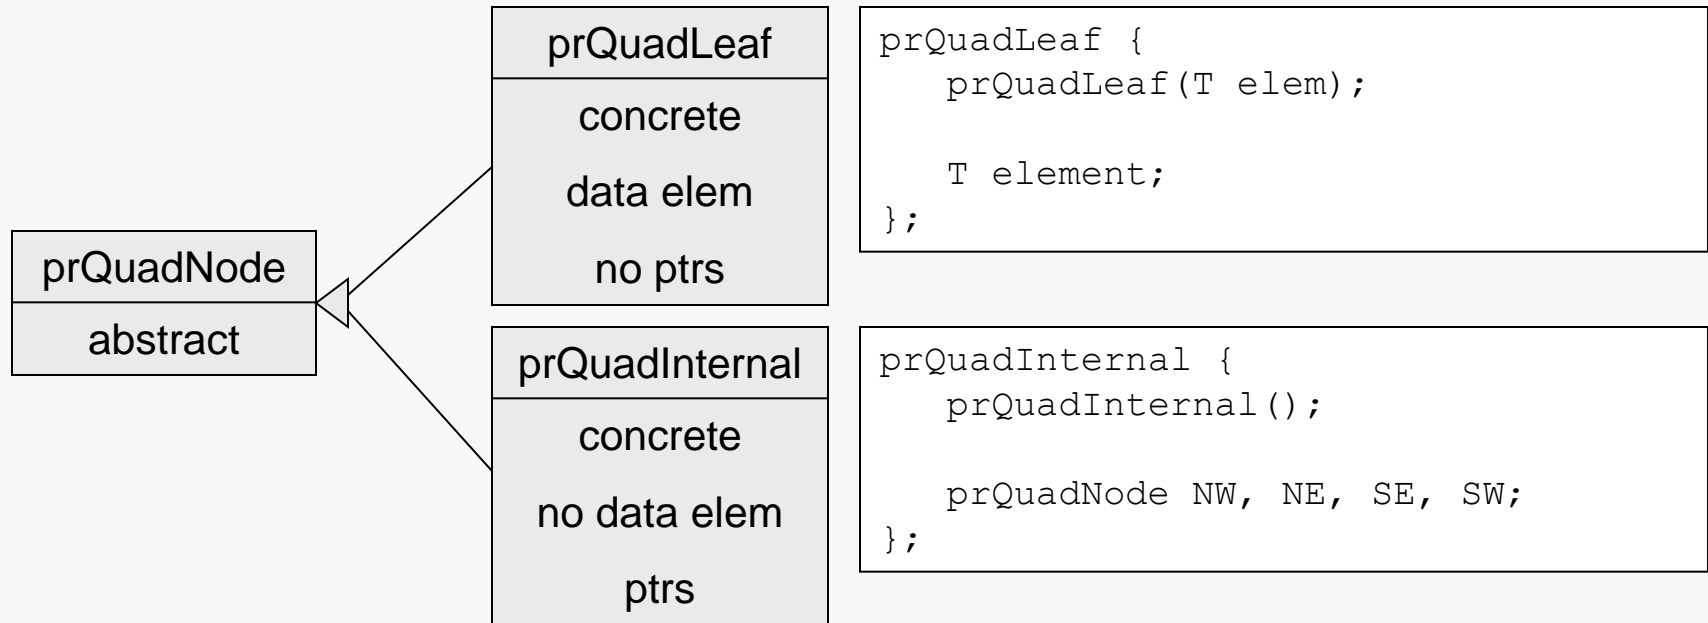 prQuadNode
abstract
prQuadLeaf
concrete
data elem
no ptrs
prQuadLeaf {
prQuadLeaf(T elem);
T element;
};
prQuadInternal
concrete
no data elem
ptrs
prQuadInternal {
prQuadInternal();
prQuadNode NW, NE, SE, SW;
};